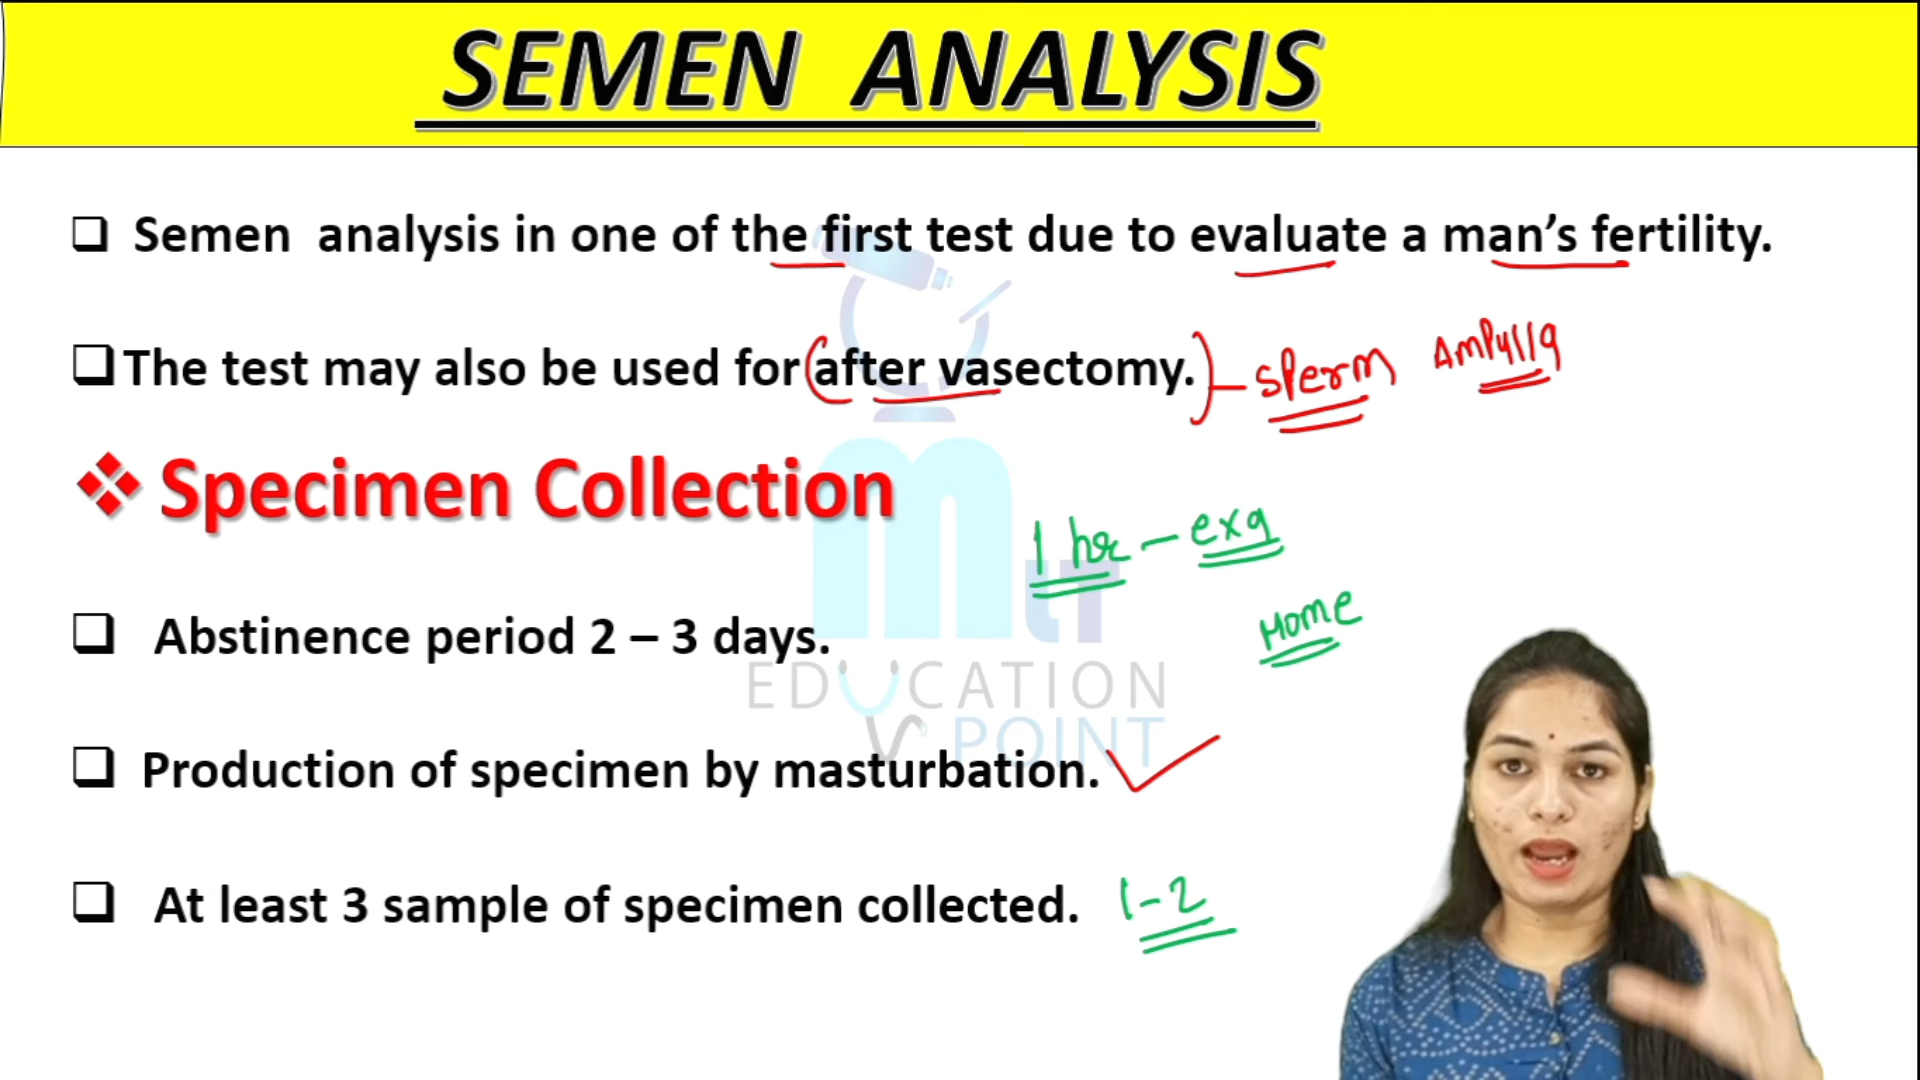 SEMEN ANALYSIS
Semen analysis in one of the first test due to evaluate a man’s fertility.
The test may also be used for (after vasectomy.) – sperm Ampulla
Specimen Collection
1 hr – exa
Home
Abstinence period 2 – 3 days.
Mlt
EDUCATION
POINT
Production of specimen by masturbation.
At least 3 sample of specimen collected. 1-2